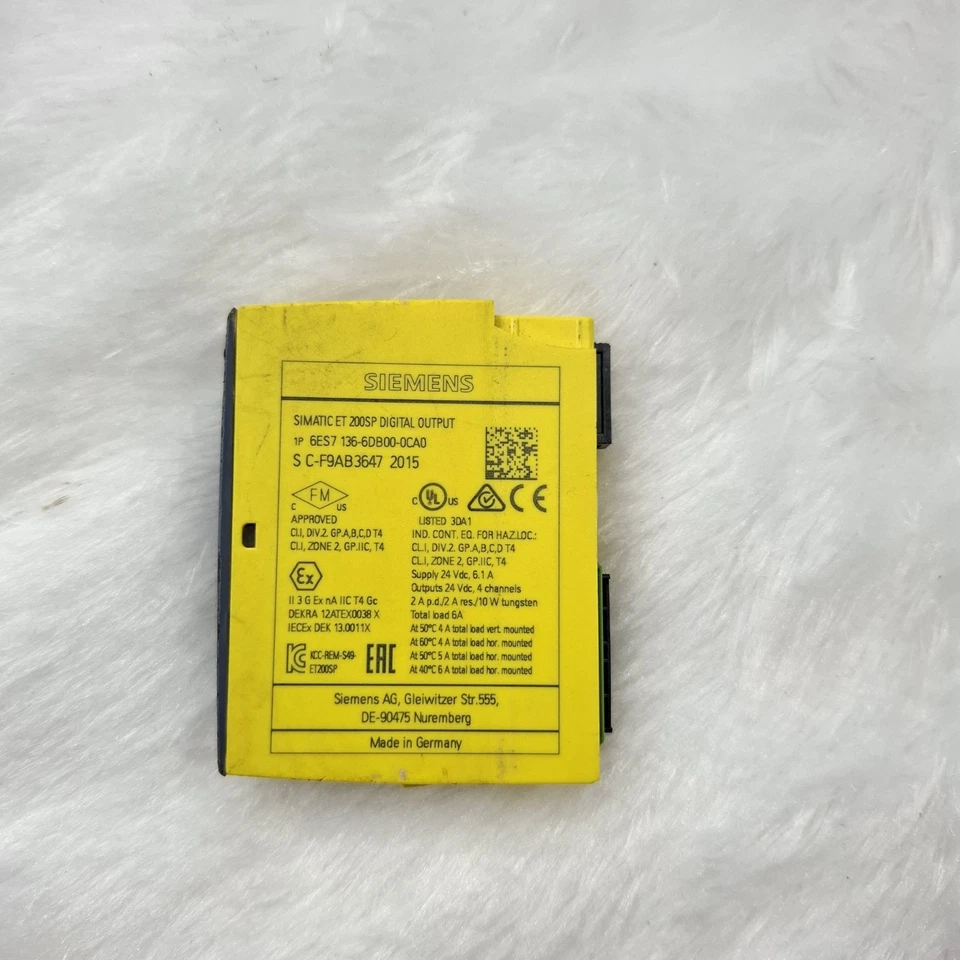 SIEMENS
SIMATIC ET 200SP DIGITAL OUTPUT
1P 6ES7 136-6DB00-0CA0
S C-F9AB3647 2015
FM
C US
APPROVED
CL.I, DIV.2. GP.A,B,C,D T4
CL.I, ZONE 2, GP.IIC, T4
Ex
II 3 G Ex nA IIC T4 Gc
DEKRA 12ATEX0038 X
IECEx DEK 13.0011X
KCC-REM-S49-
ET200SP
EAC
C UL US CE
LISTED 3DA1
IND. CONT. EQ. FOR HAZ.LOC.:
CL.I, DIV.2. GP.A,B,C,D T4
CL.I, ZONE 2, GP.IIC, T4
Supply 24 Vdc, 6.1 A
Outputs 24 Vdc, 4 channels
2 A p.d./2 A res./10 W tungsten
Total load 6A
At 50°C 4 A total load vert. mounted
At 60°C 4 A total load hor. mounted
At 50°C 5 A total load hor. mounted
At 40°C 6 A total load hor. mounted
Siemens AG, Gleiwitzer Str.555,
DE-90475 Nuremberg
Made in Germany